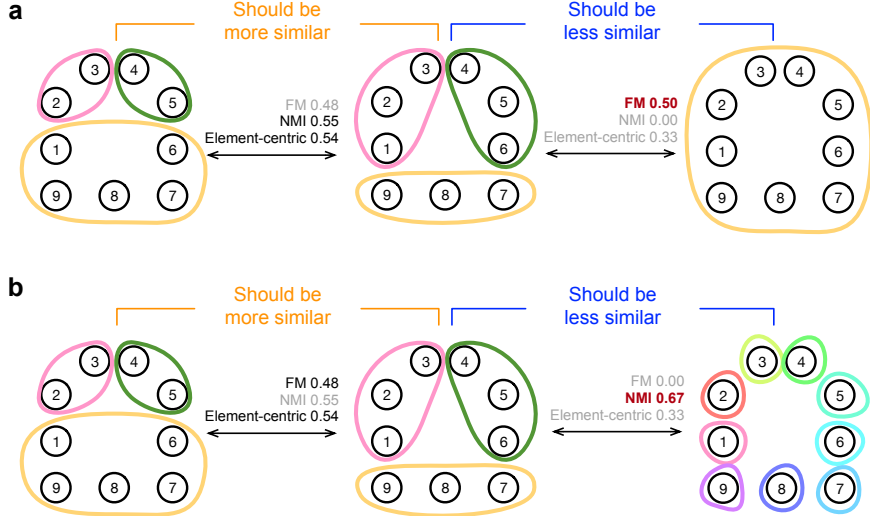 a
Should be
more similar
Should be
less similar
3 4
2 5
1 6
9 8 7
FM 0.48
NMI 0.55
Element-centric 0.54
3 4
2 5
1 6
9 8 7
FM 0.50
NMI 0.00
Element-centric 0.33
3 4
2 5
1 6
9 8 7
b
Should be
more similar
Should be
less similar
3 4
2 5
1 6
9 8 7
FM 0.48
NMI 0.55
Element-centric 0.54
3 4
2 5
1 6
9 8 7
FM 0.00
NMI 0.67
Element-centric 0.33
3 4
2 5
1 6
9 8 7